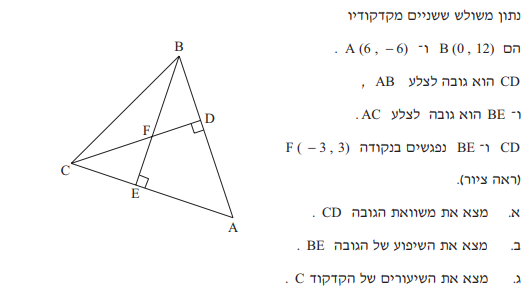 נתון משולש ששניים מקדקודיו
הם B (0 , 12) ו־ A (6 , −6) .
CD הוא גובה לצלע AB ,
ו־ BE הוא גובה לצלע AC .
CD ו־ BE נפגשים בנקודה F ( −3 , 3)
(ראה ציור).
א. מצא את משוואת הגובה CD .
ב. מצא את השיפוע של הגובה BE .
ג. מצא את השיעורים של הקדקוד C .
B
D
F
C
E
A